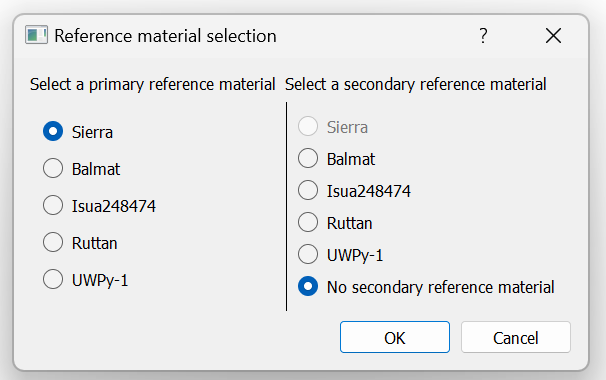 Reference material selection
?
Select a primary reference material
Sierra
Balmat
Isua248474
Ruttan
UWPy-1
Select a secondary reference material
Sierra
Balmat
Isua248474
Ruttan
UWPy-1
No secondary reference material
OK
Cancel